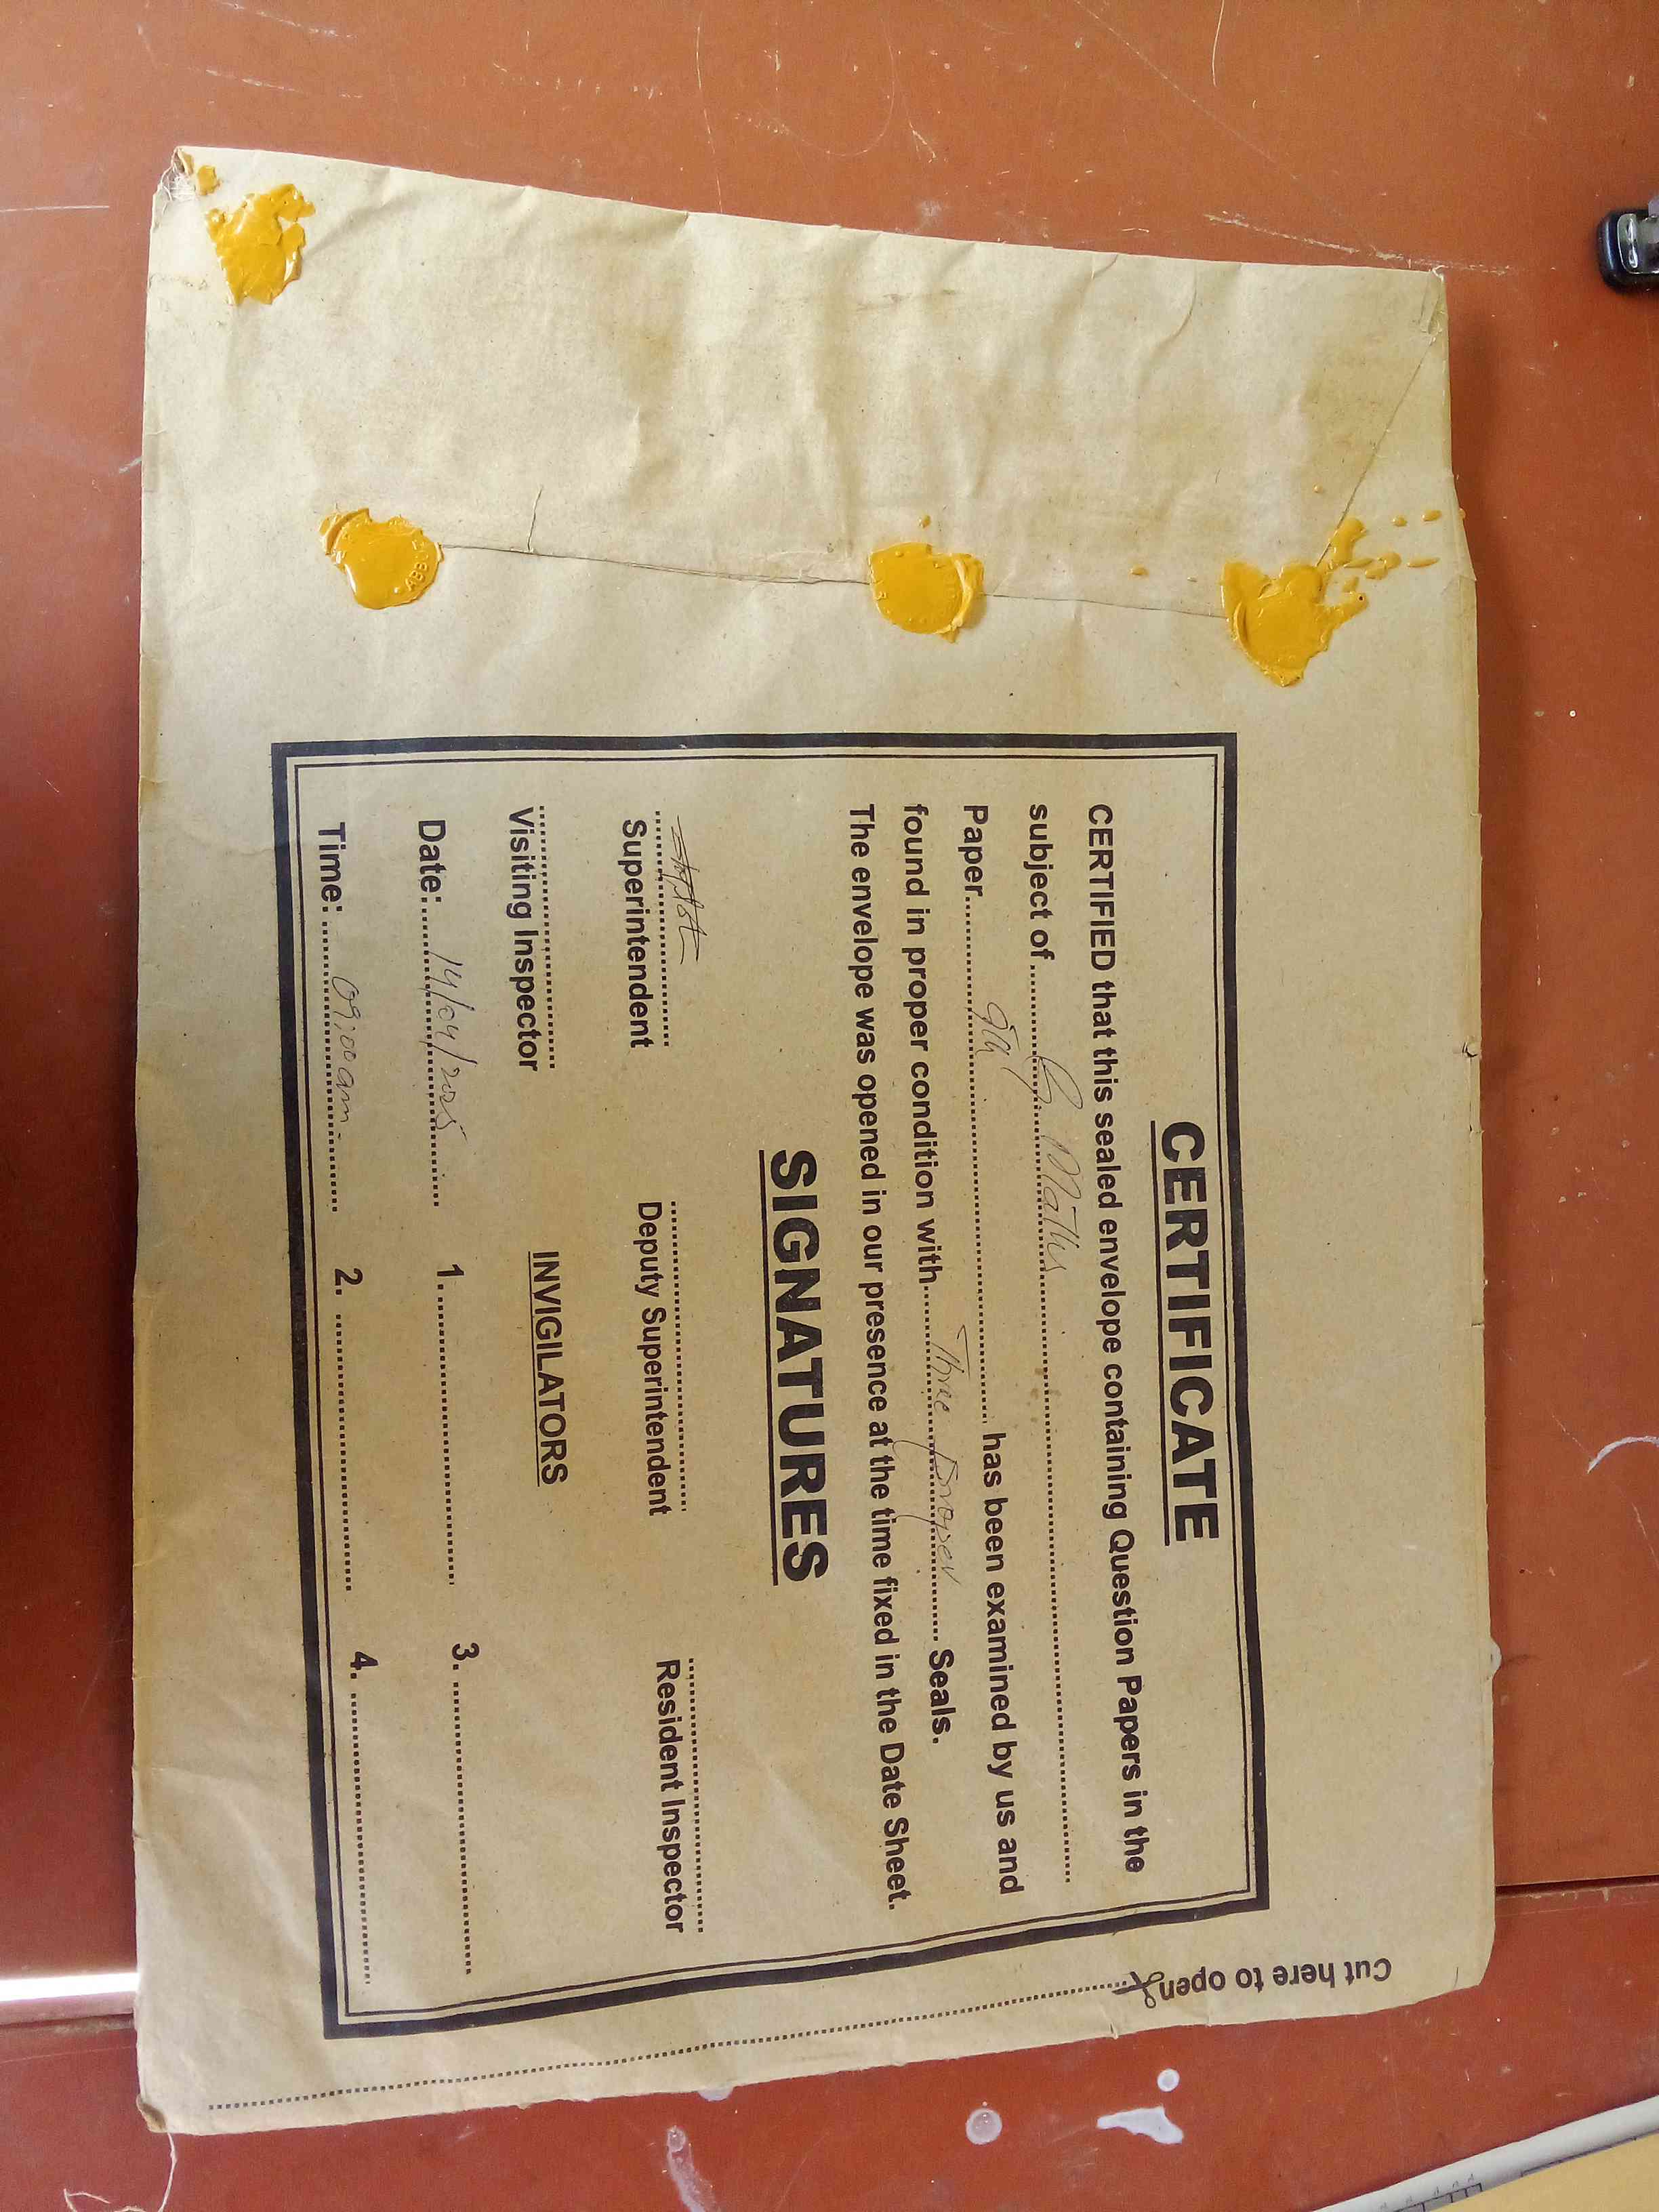 CERTIFICATE
CERTIFIED that this sealed envelope containing Question Papers in the
subject of .......... G. Maths ..........
Paper.......... 9th .......... has been examined by us and
found in proper condition with.......... Three proper .......... Seals.
The envelope was opened in our presence at the time fixed in the Date Sheet.
SIGNATURES
Superintendent Deputy Superintendent Resident Inspector
Visiting Inspector
INVIGILATORS
Date:.......... 14/04/2025 .......... 1. .......... 3. ..........
Time: .......... 09:00 am. .......... 2. .......... 4. ..........
Cut here to open